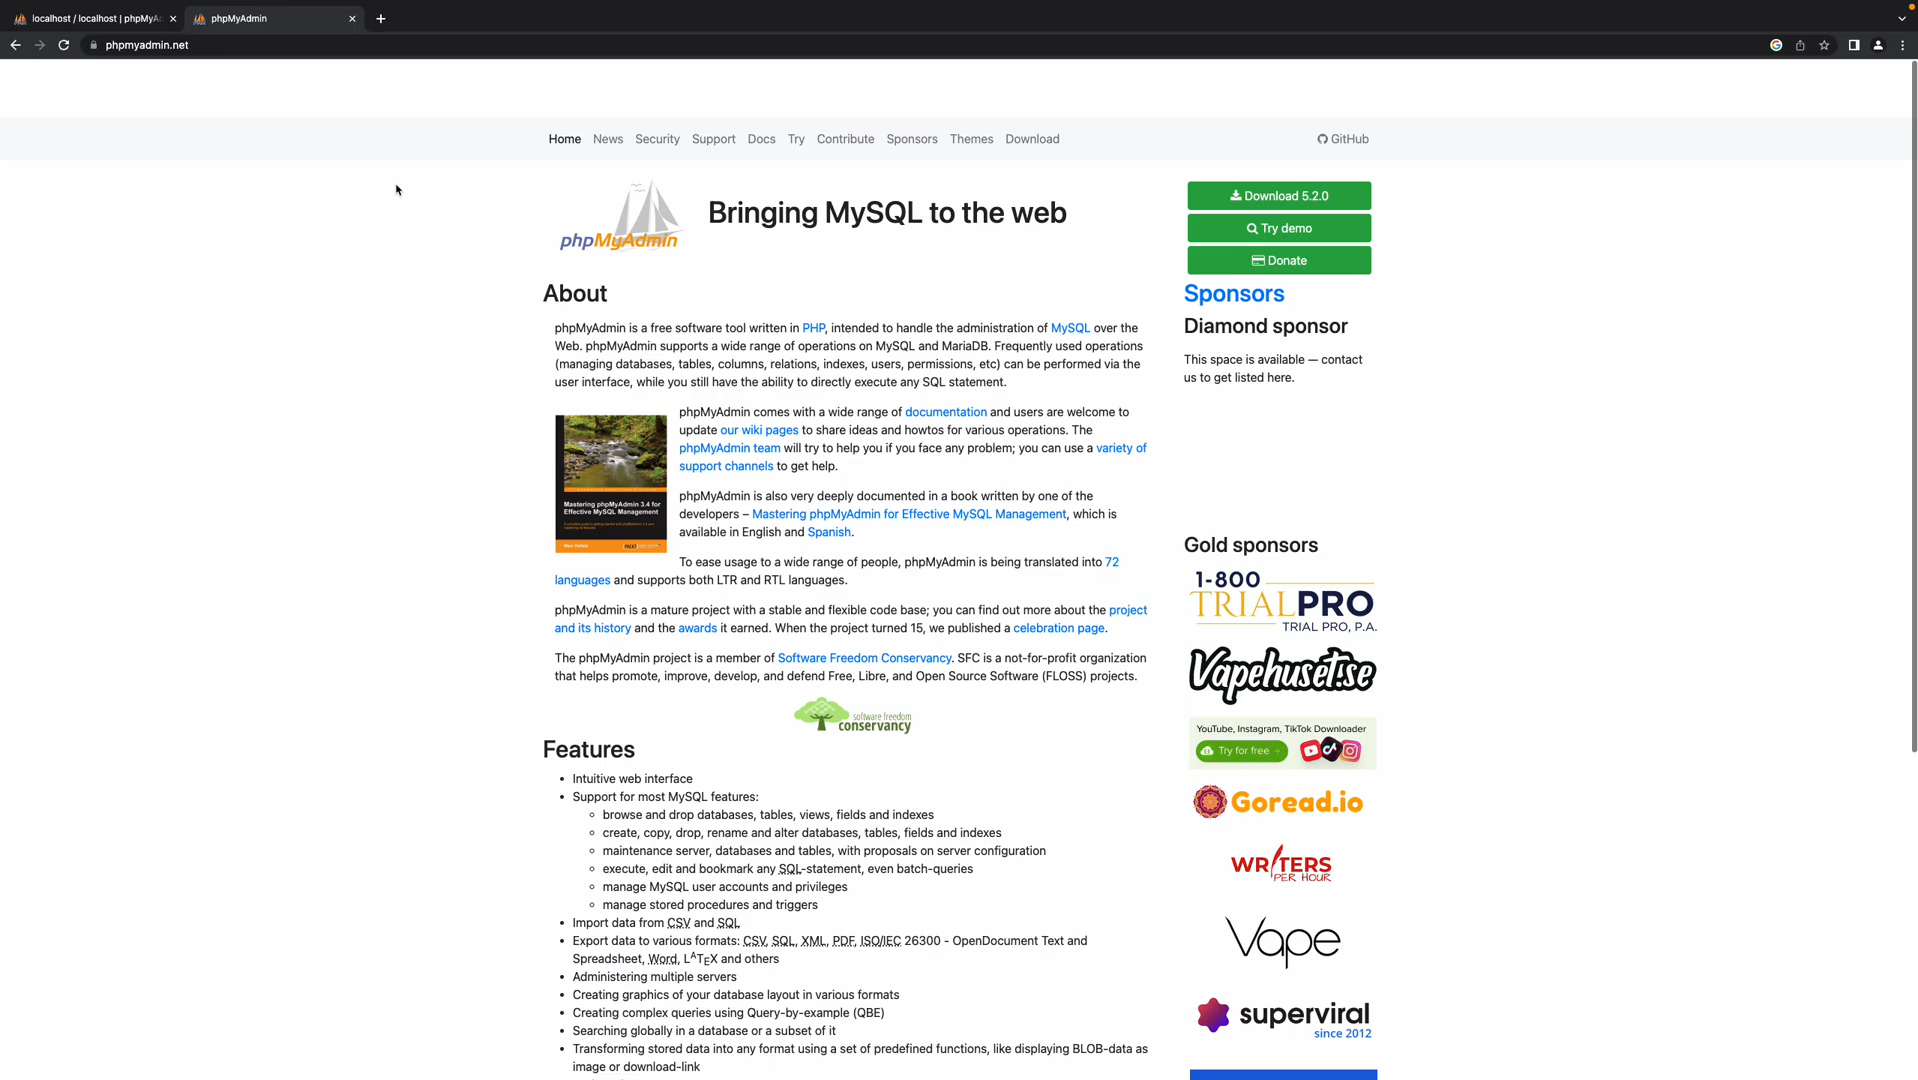 localhost / localhost | phpMyAd
phpMyAdmin
phpmyadmin.net
Home News Security Support Docs Try Contribute Sponsors Themes Download GitHub
phpMyAdmin
Bringing MySQL to the web
Download 5.2.0
Try demo
Donate
About
phpMyAdmin is a free software tool written in PHP, intended to handle the administration of MySQL over the
Web. phpMyAdmin supports a wide range of operations on MySQL and MariaDB. Frequently used operations
(managing databases, tables, columns, relations, indexes, users, permissions, etc) can be performed via the
user interface, while you still have the ability to directly execute any SQL statement.
Mastering phpMyAdmin 3.4 for
Effective MySQL Management
phpMyAdmin comes with a wide range of documentation and users are welcome to
update our wiki pages to share ideas and howtos for various operations. The
phpMyAdmin team will try to help you if you face any problem; you can use a variety of
support channels to get help.
phpMyAdmin is also very deeply documented in a book written by one of the
developers – Mastering phpMyAdmin for Effective MySQL Management, which is
available in English and Spanish.
To ease usage to a wide range of people, phpMyAdmin is being translated into 72
languages and supports both LTR and RTL languages.
phpMyAdmin is a mature project with a stable and flexible code base; you can find out more about the project
and its history and the awards it earned. When the project turned 15, we published a celebration page.
The phpMyAdmin project is a member of Software Freedom Conservancy. SFC is a not-for-profit organization
that helps promote, improve, develop, and defend Free, Libre, and Open Source Software (FLOSS) projects.
software freedom
conservancy
Features
Intuitive web interface
Support for most MySQL features:
browse and drop databases, tables, views, fields and indexes
create, copy, drop, rename and alter databases, tables, fields and indexes
maintenance server, databases and tables, with proposals on server configuration
execute, edit and bookmark any SQL-statement, even batch-queries
manage MySQL user accounts and privileges
manage stored procedures and triggers
Import data from CSV and SQL
Export data to various formats: CSV, SQL, XML, PDF, ISO/IEC 26300 - OpenDocument Text and
Spreadsheet, Word, LATEX and others
Administering multiple servers
Creating graphics of your database layout in various formats
Creating complex queries using Query-by-example (QBE)
Searching globally in a database or a subset of it
Transforming stored data into any format using a set of predefined functions, like displaying BLOB-data as
image or download-link
Sponsors
Diamond sponsor
This space is available — contact
us to get listed here.
Gold sponsors
1-800
TRIALPRO
TRIAL PRO, P.A.
Vapehuset.se
YouTube, Instagram, TikTok Downloader
Try for free →
Goread.io
WRITERS
PER HOUR
Vape
superviral
since 2012